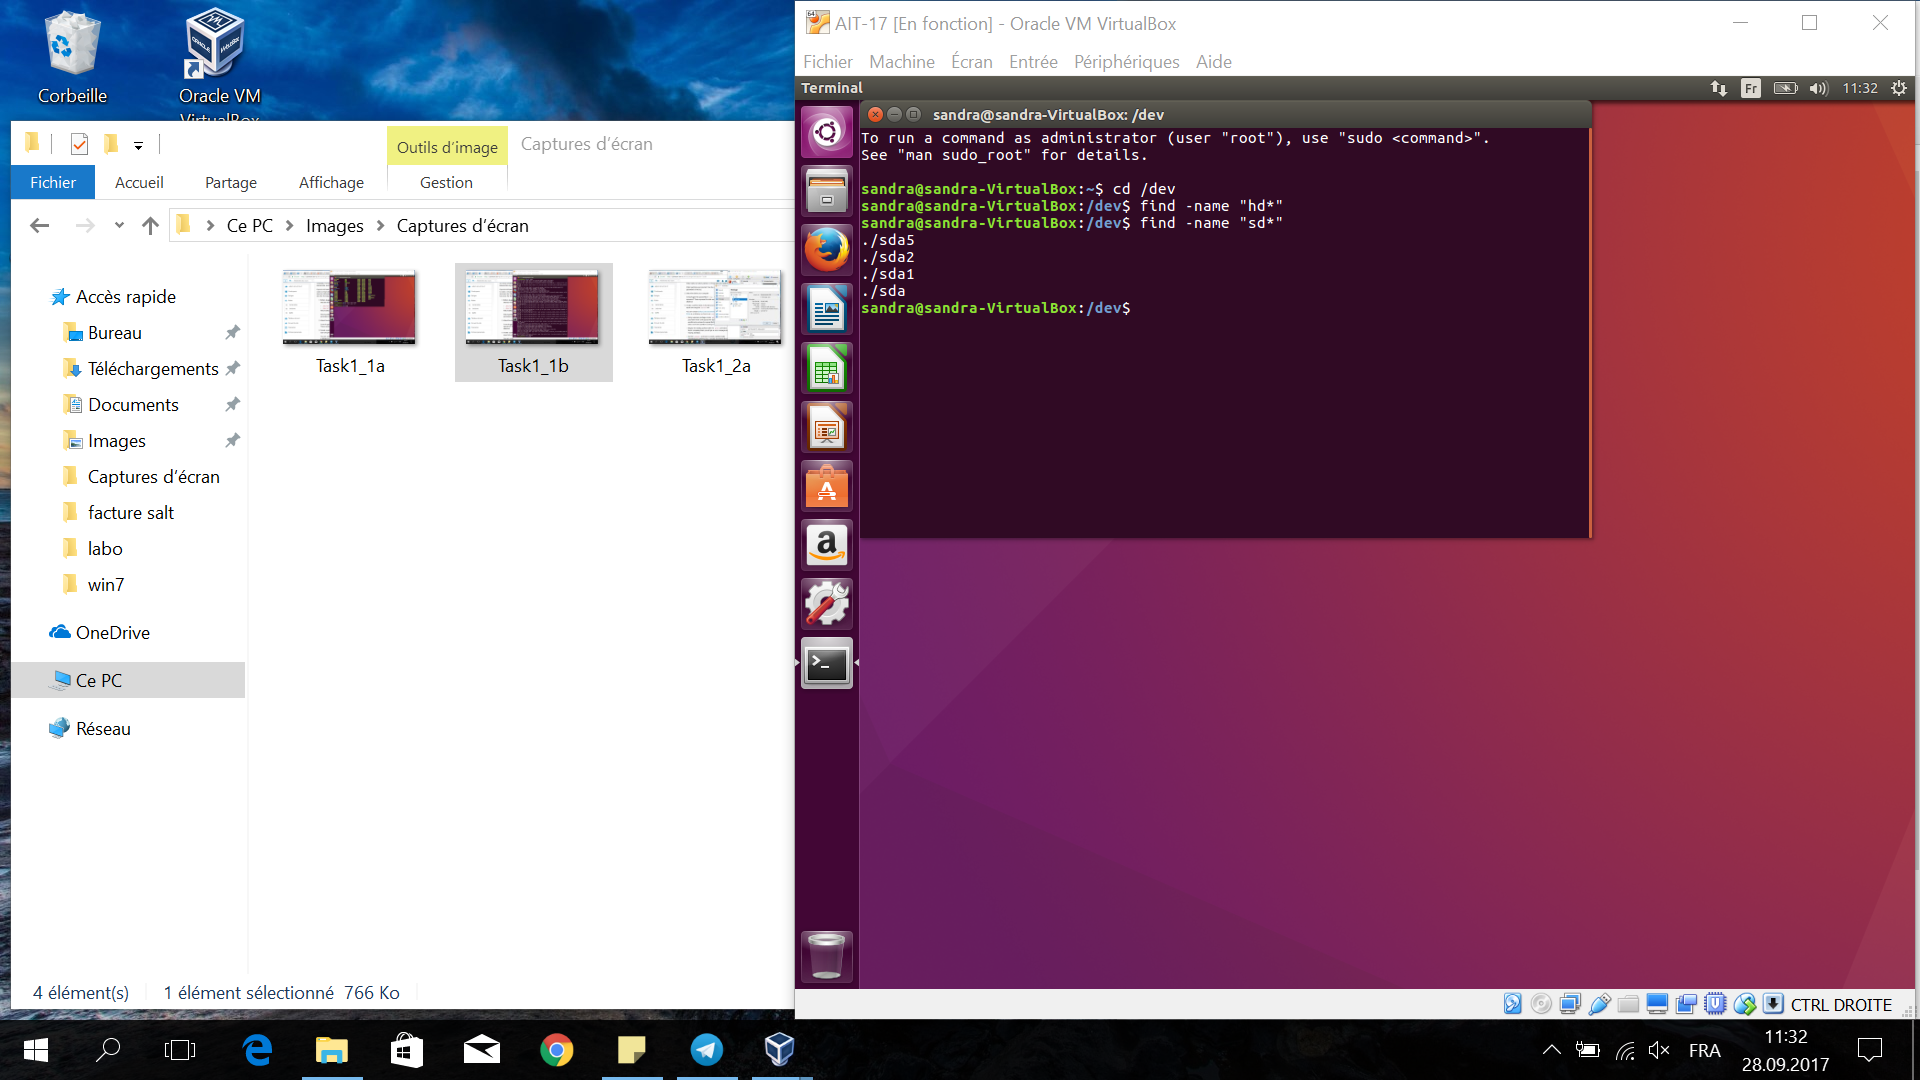 Corbeille
Oracle VM
VirtualBox
Outils d'image
Captures d'écran
Fichier
Accueil
Partage
Affichage
Gestion
Ce PC
Images
Captures d'écran
Accès rapide
Bureau
Téléchargements
Documents
Images
Captures d'écran
facture salt
labo
win7
OneDrive
Ce PC
Réseau
Task1_1a
Task1_1b
Task1_2a
4 élément(s)
1 élément sélectionné 766 Ko
AIT-17 [En fonction] - Oracle VM VirtualBox
Fichier Machine Écran Entrée Périphériques Aide
Terminal
Fr
11:32
sandra@sandra-VirtualBox: /dev
To run a command as administrator (user "root"), use "sudo <command>".
See "man sudo_root" for details.
sandra@sandra-VirtualBox:~$ cd /dev
sandra@sandra-VirtualBox:/dev$ find -name "hd*"
sandra@sandra-VirtualBox:/dev$ find -name "sd*"
./sda5
./sda2
./sda1
./sda
sandra@sandra-VirtualBox:/dev$
CTRL DROITE
FRA
11:32
28.09.2017